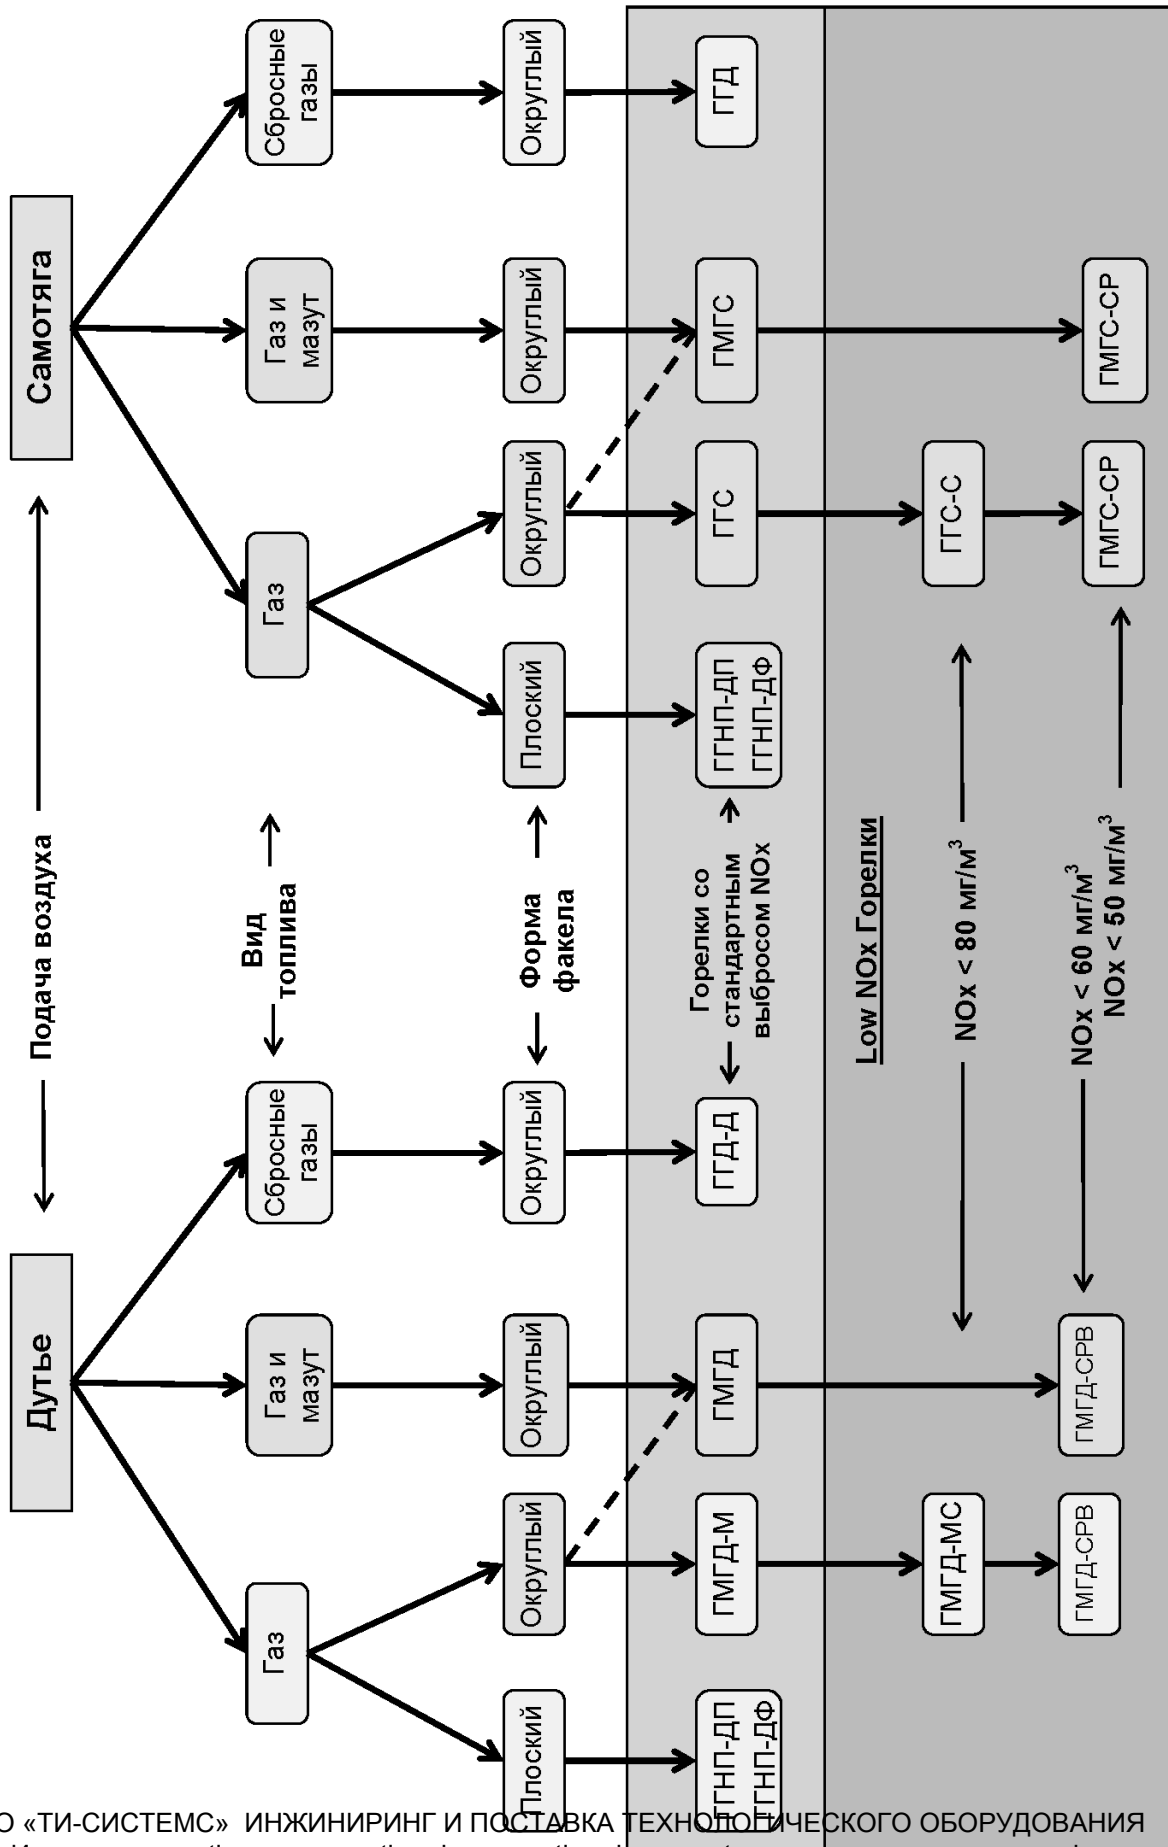 Дутье
Подача воздуха
Самотяга
Газ
Газ и
мазут
Сбросные
газы
Вид
топлива
Газ
Газ и
мазут
Сбросные
газы
Плоский
Округлый
Округлый
Округлый
Форма
факела
Плоский
Округлый
Округлый
Округлый
ГГНП-ДП
ГГНП-ДФ
ГМГД-М
ГМГД
ГГД-Д
Горелки со
стандартным
выбросом NOx
ГГНП-ДП
ГГНП-ДФ
ГГС
ГМГС
ГГД
Low NOx Горелки
ГМГД-МС
NOx < 80 мг/м³
ГГС-С
ГМГД-СРВ
ГМГД-СРВ
NOx < 60 мг/м³
NOx < 50 мг/м³
ГМГС-СР
ГМГС-СР
О «ТИ-СИСТЕМС» ИНЖИНИРИНГ И ПОСТАВКА ТЕХНОЛОГИЧЕСКОГО ОБОРУДОВАНИЯ